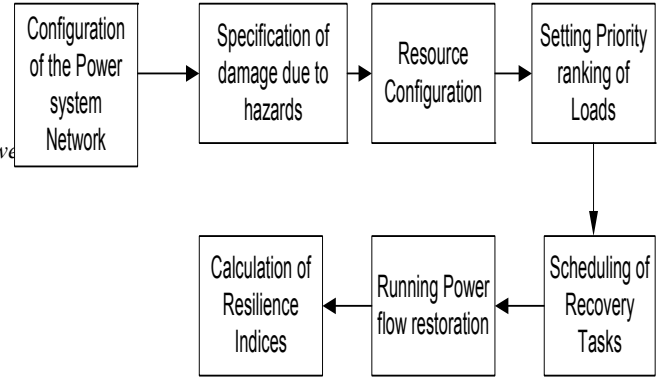 Configuration
of the Power
system
Network
Specification of
damage due to
hazards
Resource
Configuration
Setting Priority
ranking of
Loads
ve
Scheduling of
Recovery
Tasks
Running Power
flow restoration
Calculation of
Resilience
Indices